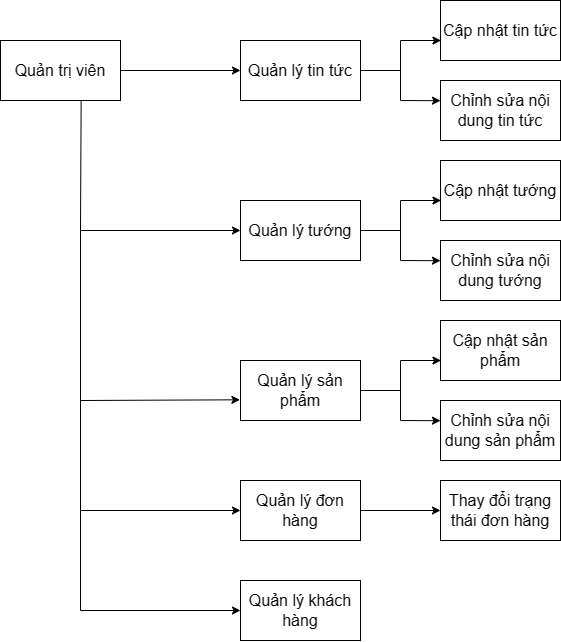 Quản trị viên
Quản lý tin tức
Cập nhật tin tức
Chỉnh sửa nội
dung tin tức
Quản lý tướng
Cập nhật tướng
Chỉnh sửa nội
dung tướng
Quản lý sản
phẩm
Cập nhật sản
phẩm
Chỉnh sửa nội
dung sản phẩm
Quản lý đơn
hàng
Thay đổi trạng
thái đơn hàng
Quản lý khách
hàng